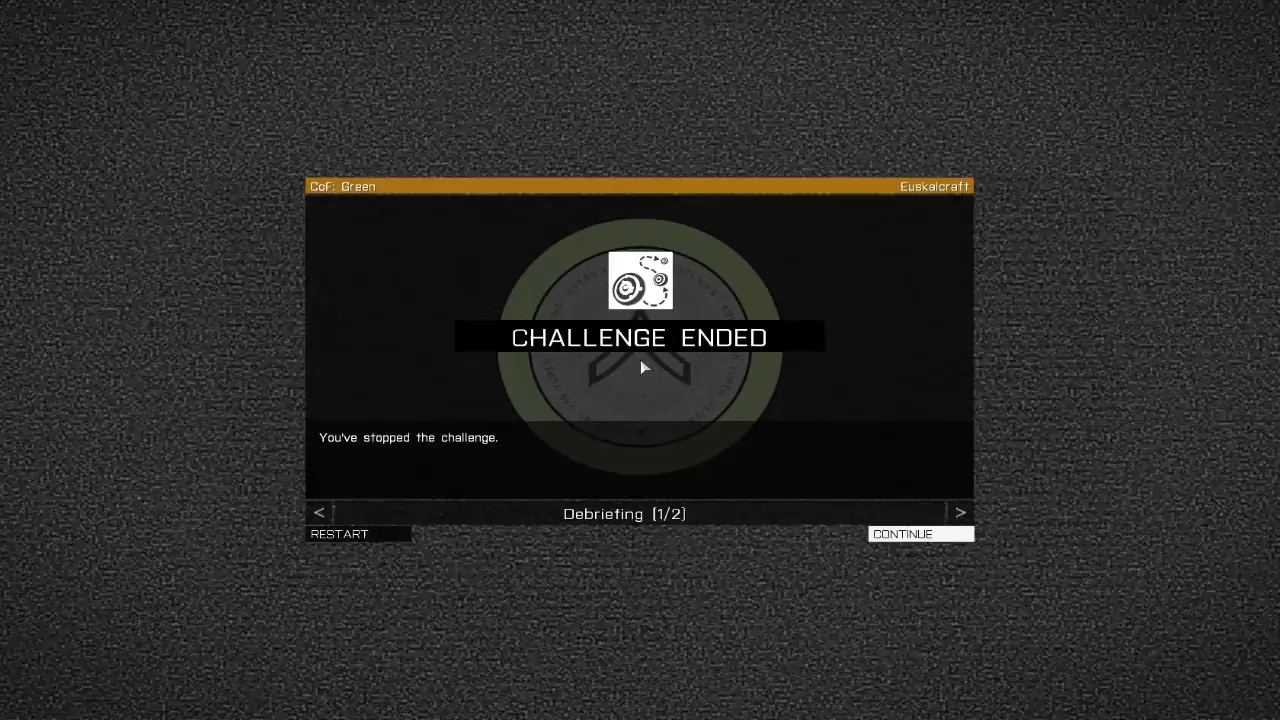 CoF: Green
Euskalcraft
CHALLENGE ENDED
You've stopped the challenge.
< Debriefing [1/2] >
RESTART
CONTINUE